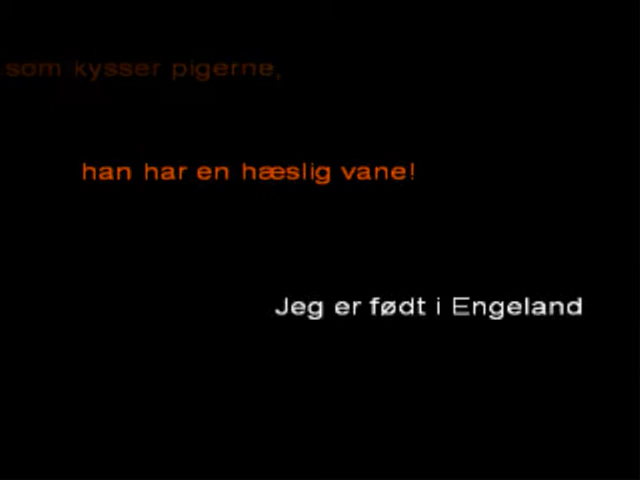 som kysser pigerne,
han har en hæslig vane!
Jeg er født i Engeland